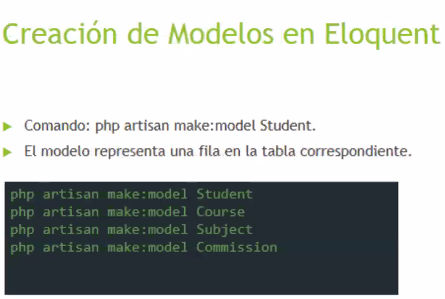 Creación de Modelos en Eloquent
Comando: php artisan make:model Student.
El modelo representa una fila en la tabla correspondiente.
php artisan make:model Student
php artisan make:model Course
php artisan make:model Subject
php artisan make:model Commission